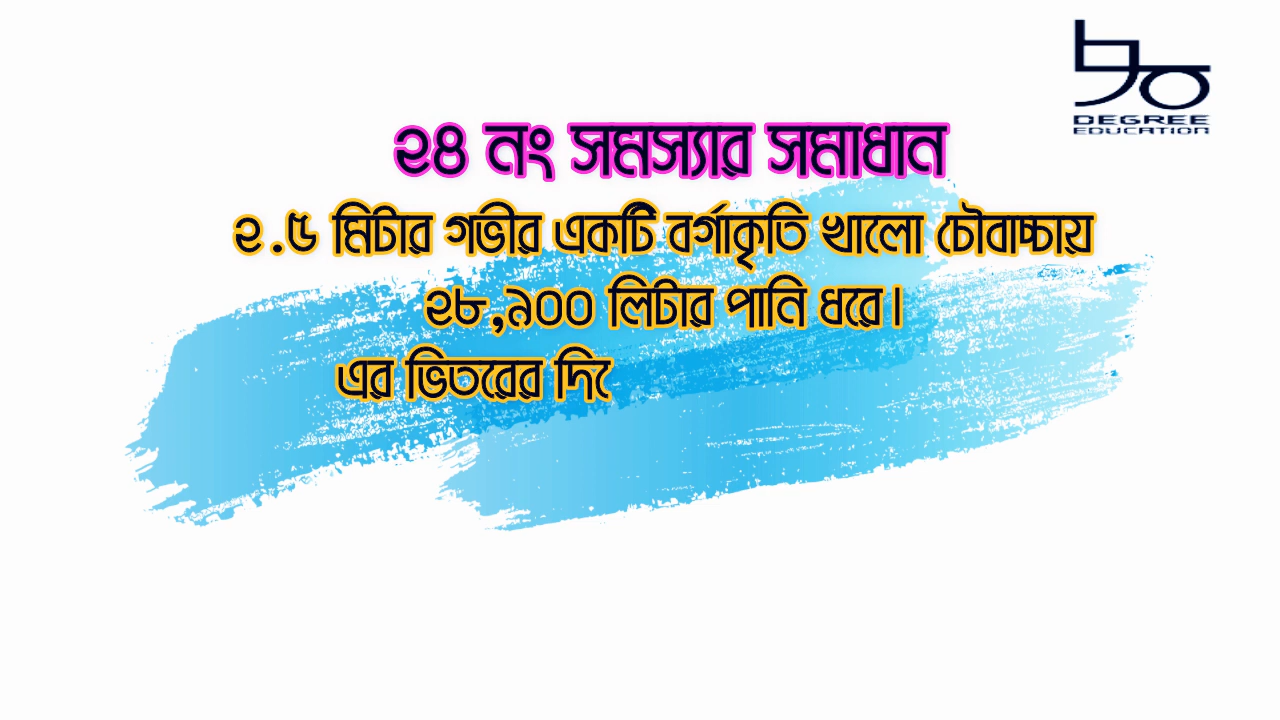 DEGREE
EDUCATION
২৪ নং সমস্যার সমাধান
২.৫ মিটার গভীর একটি বর্গাকৃতি খালো চৌবাচ্চায়
২৮,৯০০ লিটার পানি ধরে।
এর ভিতরের দিে